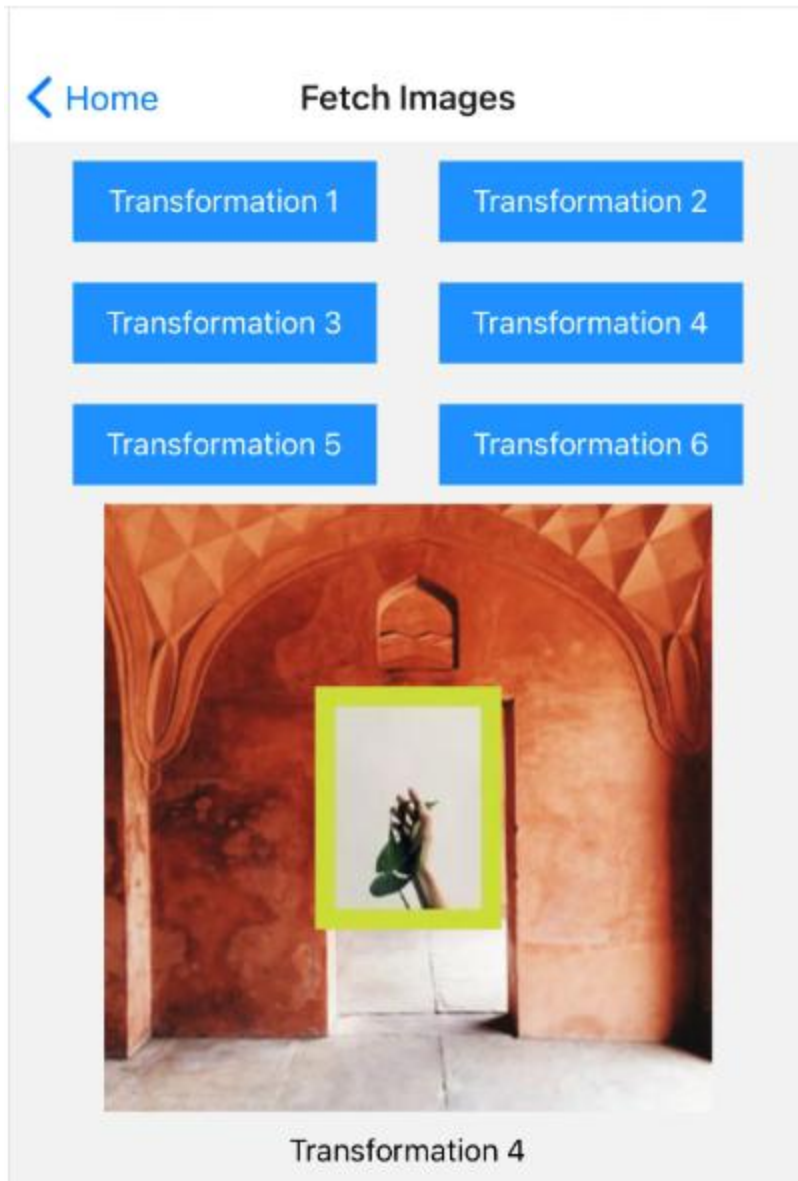 Home Fetch Images
Transformation 1 Transformation 2
Transformation 3 Transformation 4
Transformation 5 Transformation 6
Transformation 4